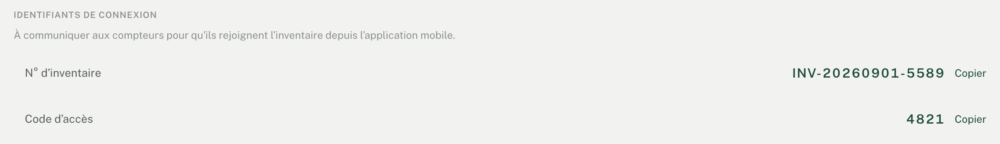 IDENTIFIANTS DE CONNEXION
À communiquer aux compteurs pour qu’ils rejoignent l’inventaire depuis l’application mobile.
N° d’inventaire INV-20260901-5589 Copier
Code d’accès 4821 Copier